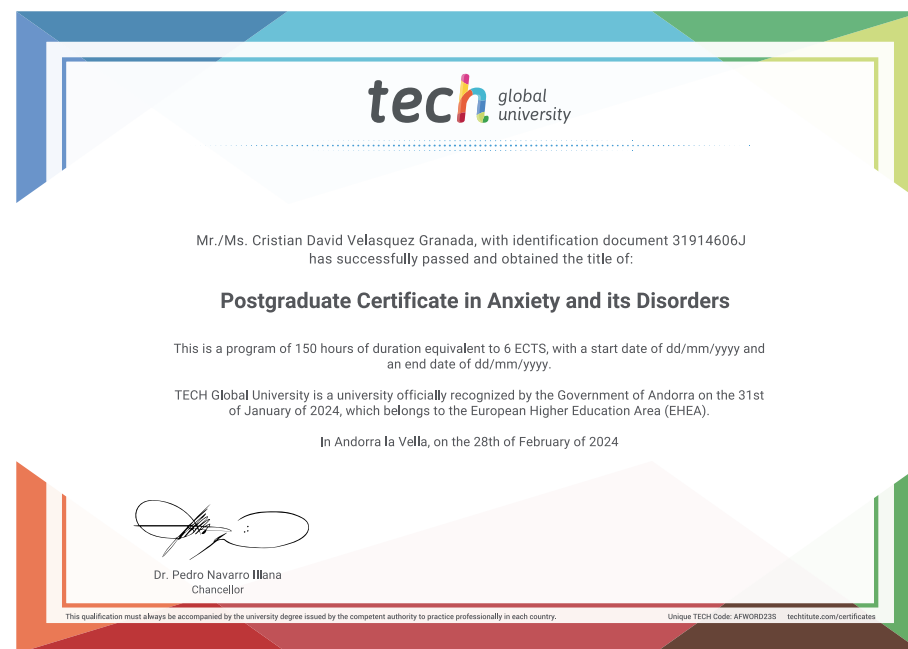 tech global university
Mr./Ms. Cristian David Velasquez Granada, with identification document 31914606J
has successfully passed and obtained the title of:
Postgraduate Certificate in Anxiety and its Disorders
This is a program of 150 hours of duration equivalent to 6 ECTS, with a start date of dd/mm/yyyy and
an end date of dd/mm/yyyy.
TECH Global University is a university officially recognized by the Government of Andorra on the 31st
of January of 2024, which belongs to the European Higher Education Area (EHEA).
In Andorra la Vella, on the 28th of February of 2024
Dr. Pedro Navarro Illana
Chancellor
This qualification must always be accompanied by the university degree issued by the competent authority to practice professionally in each country.
Unique TECH Code: AFWORD23S techtitute.com/certificates